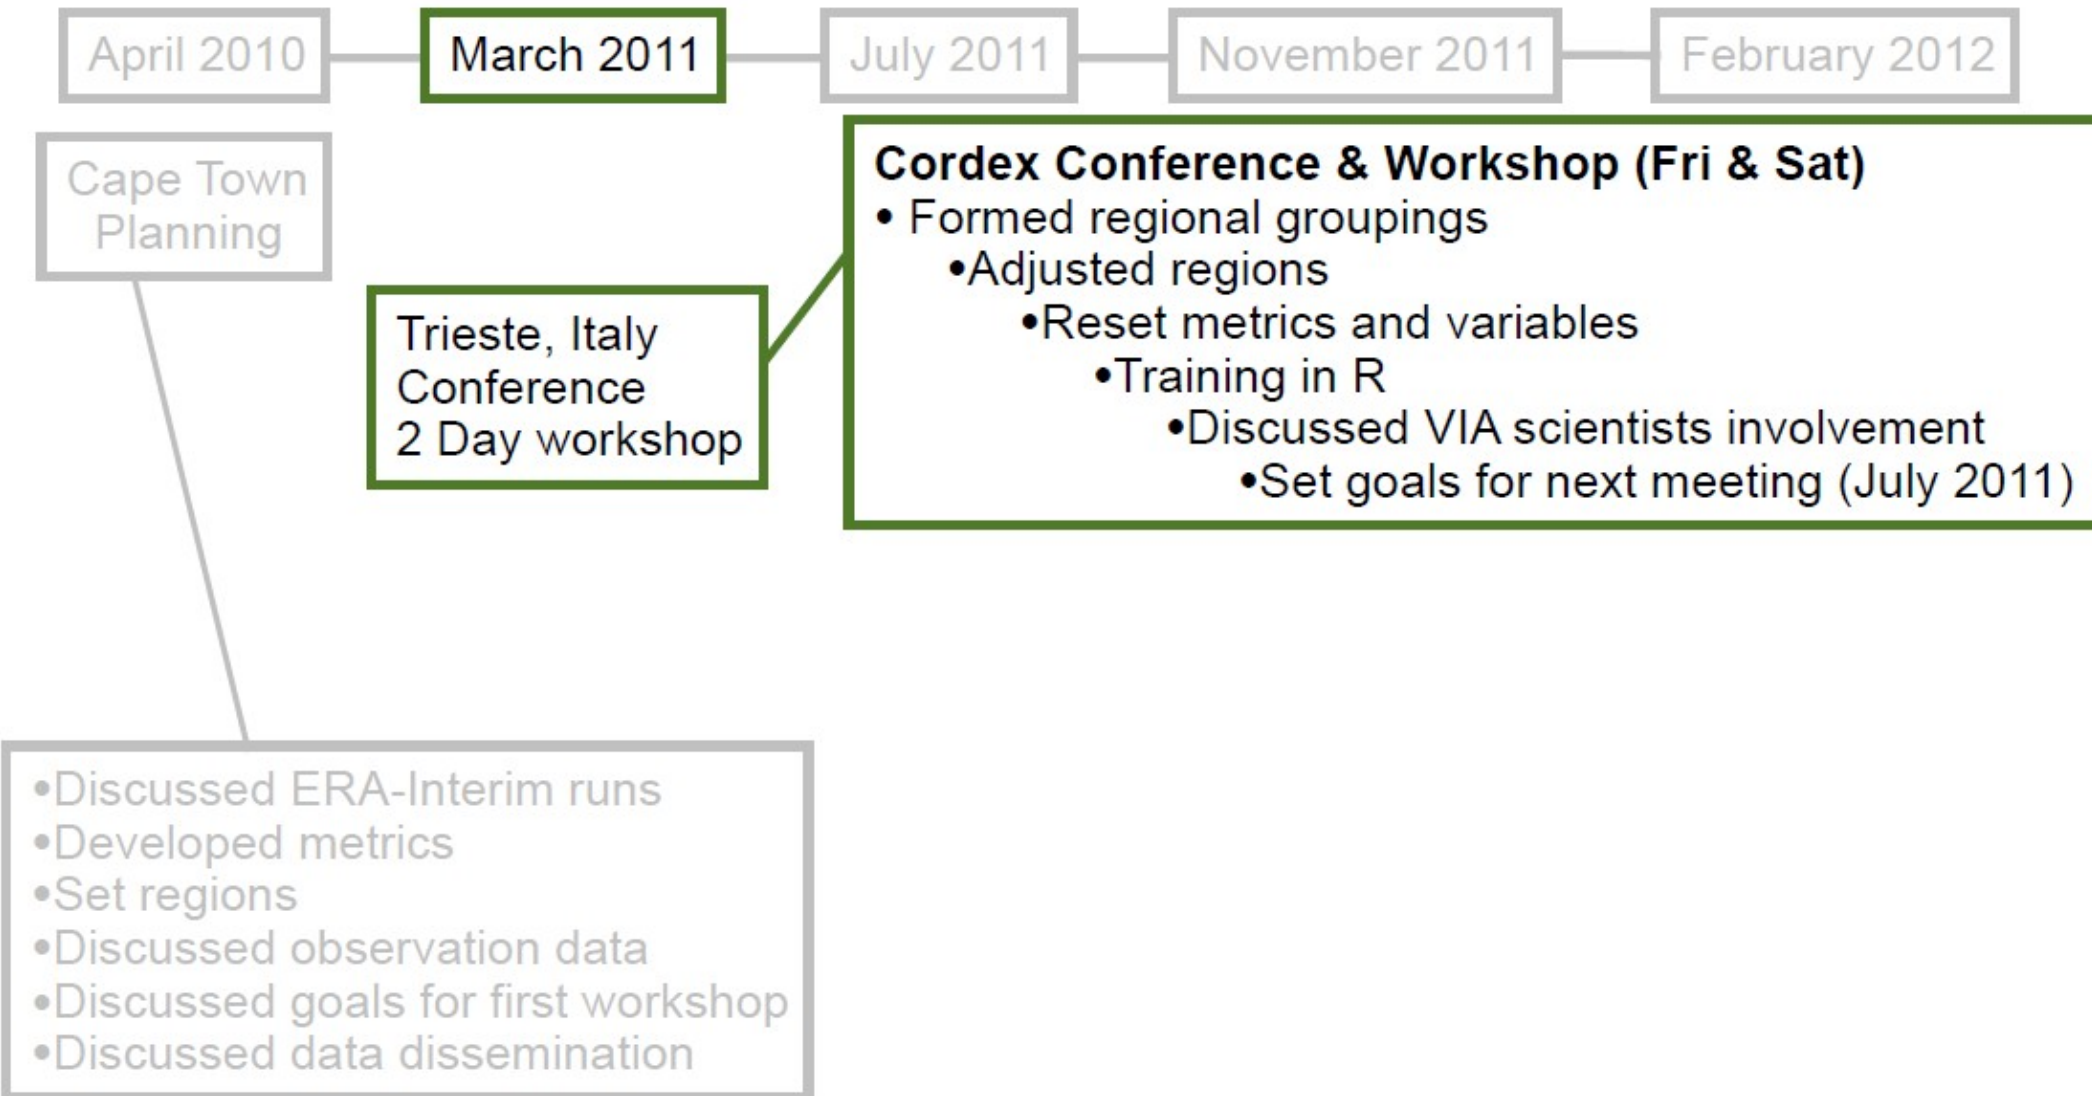 April 2010
March 2011
July 2011
November 2011
February 2012
Cape Town
Planning
Trieste, Italy
Conference
2 Day workshop
Cordex Conference & Workshop (Fri & Sat)
• Formed regional groupings
•Adjusted regions
•Reset metrics and variables
•Training in R
•Discussed VIA scientists involvement
•Set goals for next meeting (July 2011)
•Discussed ERA-Interim runs
•Developed metrics
•Set regions
•Discussed observation data
•Discussed goals for first workshop
•Discussed data dissemination